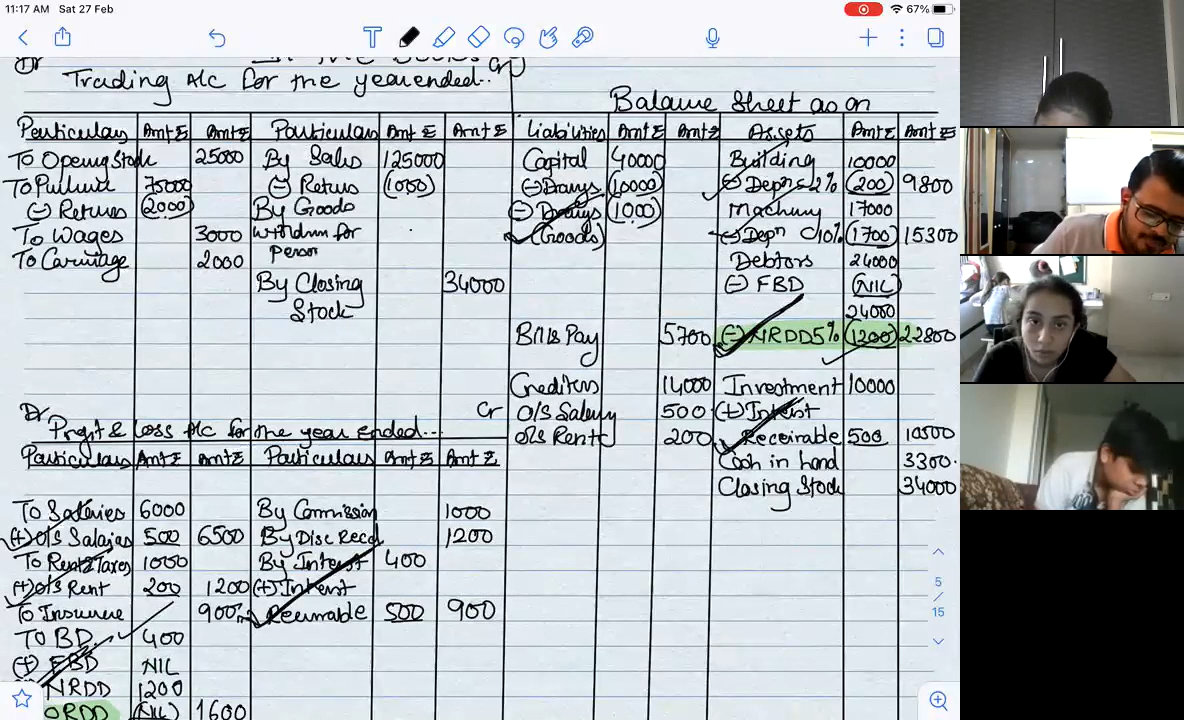 11:17 AM Sat 27 Feb
67%
Dr
Cr
Trading A/c For the year ended..
Particulars Amt ₹ Amt ₹ Particulars Amt ₹ Amt ₹
To Opening Stock 25000 By Sales 125000
75000 (-) Returns (1000)
(-) Returns (2000) By Goods
To Wages 3000 withdrawn for
To Carriage 2000
By Closing 34000
Stock
Balance Sheet as on
Liabilities Amt ₹ Amt ₹ Assets Amt ₹ Amt ₹
Capital 40000 Building 10000
(-) Drawgs (10000) (-) Depn 2% (200) 9800
(-) Drawgs (1000) Machinery 17000
(Goods) (-) Depn 10% (1700) 15300
Debtors 24000
(-) FBD (NIL)
24000
Bills Pay 5700 (-) NRDD 5% (1200) 22800
Creditors 14000 Investment 10000
O/S Salary 500 (+) Interest
O/S Rent 200 Receivable 500 10500
Cash in hand 3300
Closing Stock 34000
Dr
Cr
Profit & Loss A/c for the year ended...
Particulars Amt ₹ Amt ₹ Particulars Amt ₹ Amt ₹
To Salaries 6000 By Commission 1000
(+) O/S Salaries 500 6500 By Disc Recd 1200
To Rent & Taxes 1000 By Interest 400
(+) O/S Rent 200 1200 (+) Interest
To Insurance 900 Receivable 500 900
To BD 400
(+) FBD NIL
NRDD 1200
ORDD (NIL) 1600
5
15